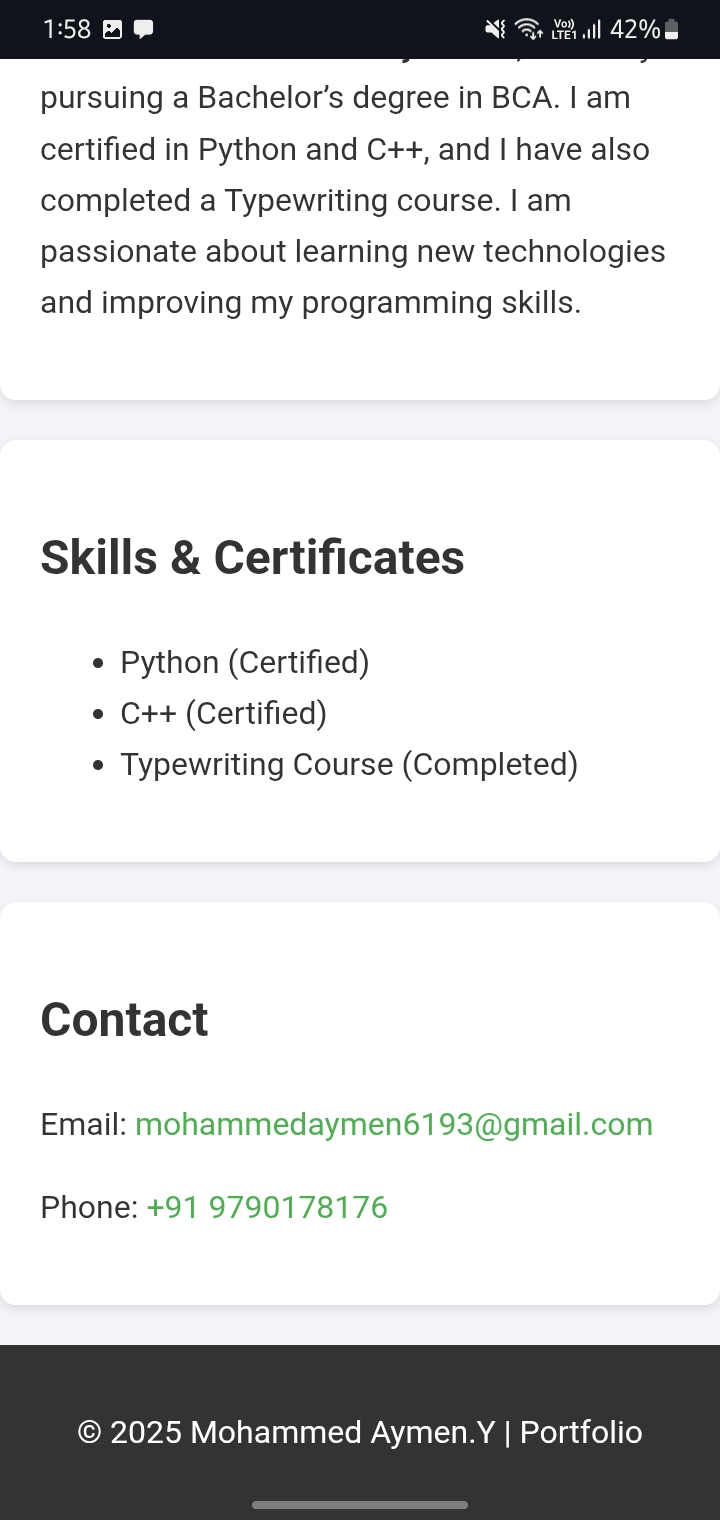 1:58 Vo)) LTE1 42%
pursuing a Bachelor’s degree in BCA. I am
certified in Python and C++, and I have also
completed a Typewriting course. I am
passionate about learning new technologies
and improving my programming skills.
Skills & Certificates
• Python (Certified)
• C++ (Certified)
• Typewriting Course (Completed)
Contact
Email: mohammedaymen6193@gmail.com
Phone: +91 9790178176
© 2025 Mohammed Aymen.Y | Portfolio